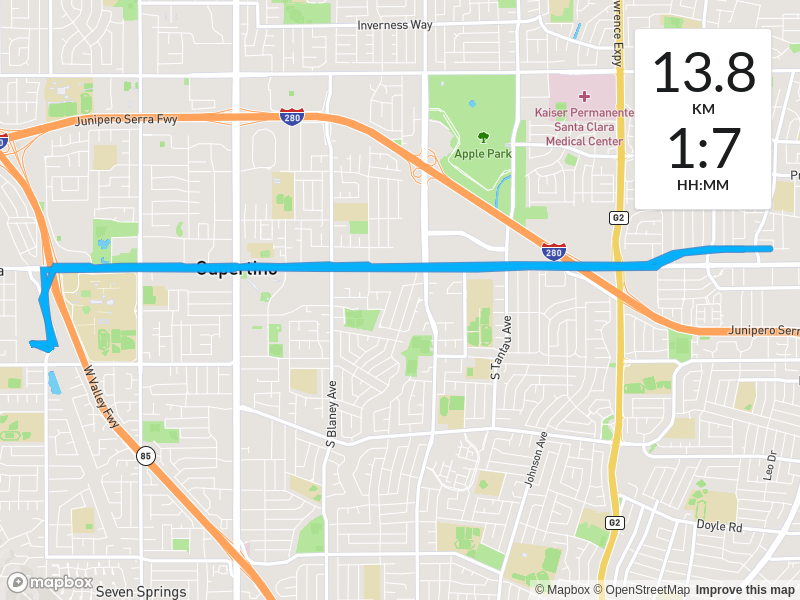 Inverness Way
Lawrence Expy
13.8
KM
1:7
HH:MM
Junipero Serra Fwy
280
Kaiser Permanente
Santa Clara
Medical Center
Apple Park
G2
280
Cupertino
Junipero Serra
S Tantau Ave
W Valley Fwy
S Blaney Ave
85
Johnson Ave
Leo Dr
G2
Doyle Rd
mapbox
Seven Springs
© Mapbox © OpenStreetMap Improve this map